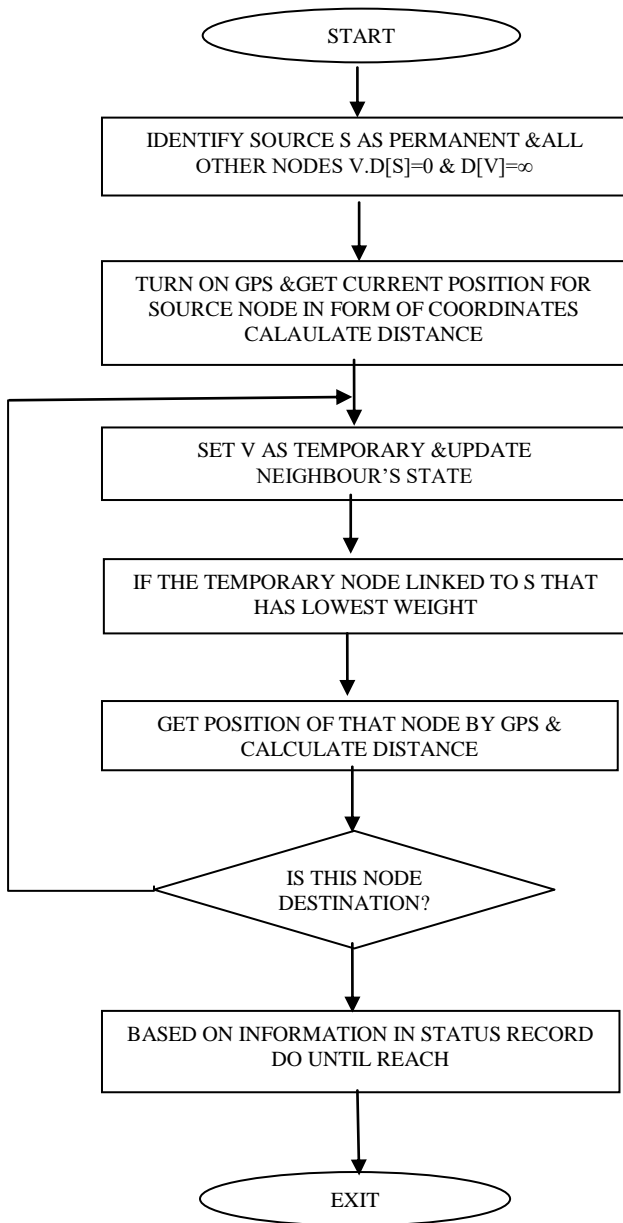 START
IDENTIFY SOURCE S AS PERMANENT &ALL
OTHER NODES V.D[S]=0 & D[V]=∞
TURN ON GPS &GET CURRENT POSITION FOR
SOURCE NODE IN FORM OF COORDINATES
CALAULATE DISTANCE
SET V AS TEMPORARY &UPDATE
NEIGHBOUR’S STATE
IF THE TEMPORARY NODE LINKED TO S THAT
HAS LOWEST WEIGHT
GET POSITION OF THAT NODE BY GPS &
CALCULATE DISTANCE
IS THIS NODE
DESTINATION?
BASED ON INFORMATION IN STATUS RECORD
DO UNTIL REACH
EXIT